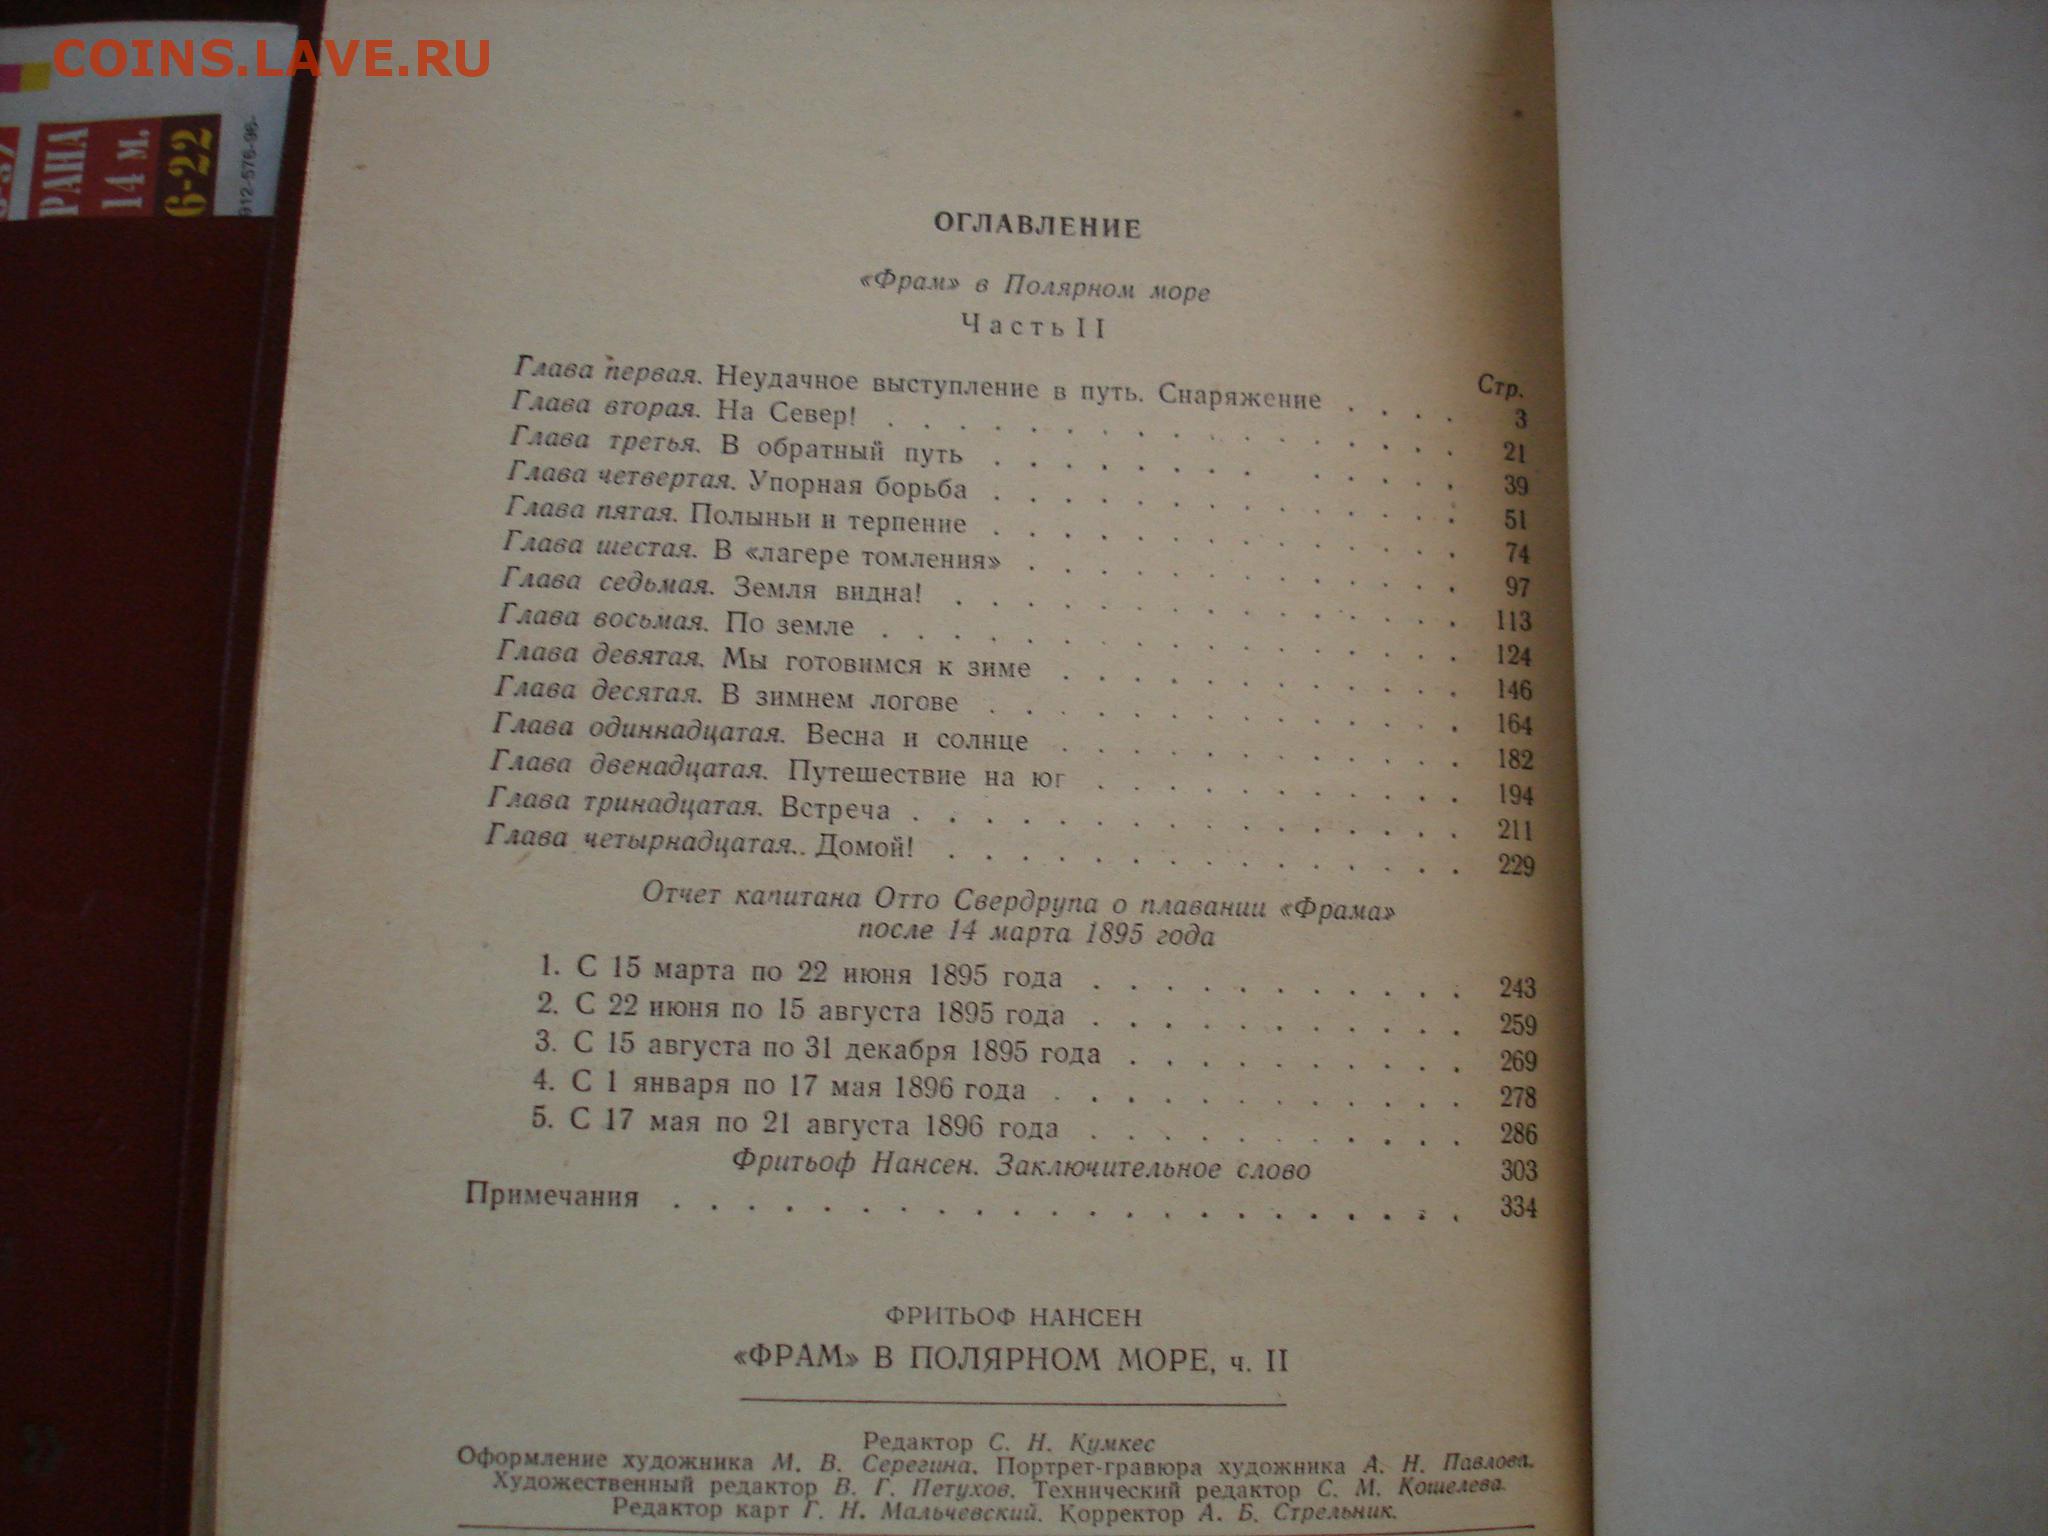 COINS.LAVE.RU
РАНА
14 м.
6-22
912-576-96-
ОГЛАВЛЕНИЕ
«Фрам» в Полярном море
Часть II
Стр.
Глава первая. Неудачное выступление в путь. Снаряжение . . . . 3
Глава вторая. На Север! . . . . . . . . . . . . . . . . 21
Глава третья. В обратный путь . . . . . . . . . . . . . 39
Глава четвертая. Упорная борьба . . . . . . . . . . . . . 51
Глава пятая. Полыньи и терпение . . . . . . . . . . . . . 74
Глава шестая. В «лагере томления» . . . . . . . . . . . . 97
Глава седьмая. Земля видна! . . . . . . . . . . . . . . 113
Глава восьмая. По земле . . . . . . . . . . . . . . . . 124
Глава девятая. Мы готовимся к зиме . . . . . . . . . . . 146
Глава десятая. В зимнем логове . . . . . . . . . . . . . 164
Глава одиннадцатая. Весна и солнце . . . . . . . . . . . 182
Глава двенадцатая. Путешествие на юг . . . . . . . . . . 194
Глава тринадцатая. Встреча . . . . . . . . . . . . . . . 211
Глава четырнадцатая.. Домой! . . . . . . . . . . . . . . 229
Отчет капитана Отто Свердрупа о плавании «Фрама»
после 14 марта 1895 года
1. С 15 марта по 22 июня 1895 года . . . . . . . . . . . 243
2. С 22 июня по 15 августа 1895 года . . . . . . . . . . . 259
3. С 15 августа по 31 декабря 1895 года . . . . . . . . . . 269
4. С 1 января по 17 мая 1896 года . . . . . . . . . . . . 278
5. С 17 мая по 21 августа 1896 года . . . . . . . . . . . 286
Фритьоф Нансен. Заключительное слово 303
Примечания . . . . . . . . . . . . . . . . . . . . . . 334
ФРИТЬОФ НАНСЕН
«ФРАМ» В ПОЛЯРНОМ МОРЕ, ч. II
Редактор С. Н. Кумкес
Оформление художника М. В. Серегина. Портрет-гравюра художника А. Н. Павлова.
Художественный редактор В. Г. Петухов. Технический редактор С. М. Кошелева.
Редактор карт Г. Н. Мальчевский. Корректор А. Б. Стрельник.